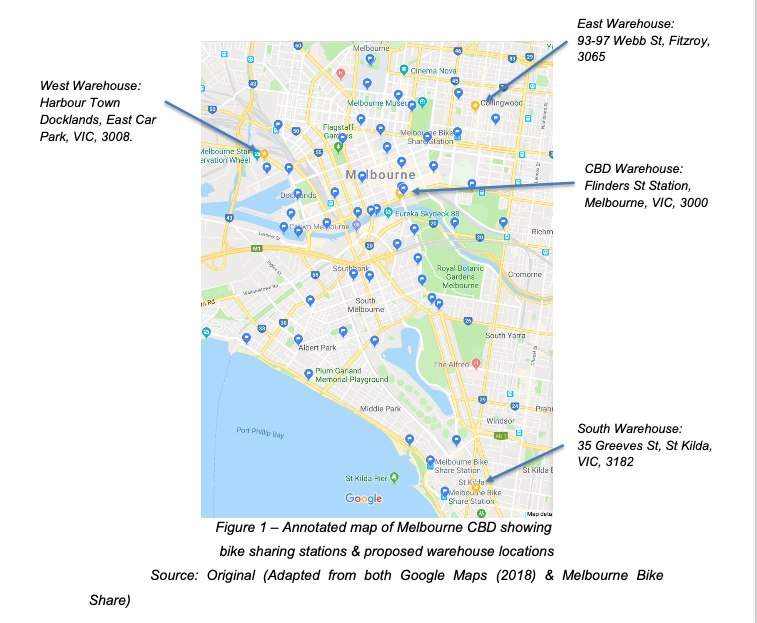 East Warehouse:
93-97 Webb St, Fitzroy,
3065
West Warehouse:
Harbour Town
Docklands, East Car
Park, VIC, 3008.
CBD Warehouse:
Flinders St Station,
Melbourne, VIC, 3000
South Warehouse:
35 Greeves St, St Kilda,
VIC, 3182
Melbourne
Cinema Nova
Melbourne Museum
Collingwood
Flagstaff
Gardens
Melbourne Bike
Share Station
Melbourne Star
ervation Wheel
Melbourne
Docklands
Eureka Skydeck 88
Crown Melbourne
Richm
M1
Southbank
Royal Botanic
Gardens
Melbourne
Cremorne
South
Melbourne
South Yarra
Albert Park
The Alfred
Plum Garland
Memorial Playground
Middle Park
Prahr
Windsor
Port Phillip Bay
Melbourne Bike
Share Station
St Kilda Pier
St Kilda
St Kilda E
Melbourne Bike
Share Station
Google
Map data
Figure 1 – Annotated map of Melbourne CBD showing
bike sharing stations & proposed warehouse locations
Source: Original (Adapted from both Google Maps (2018) & Melbourne Bike
Share)